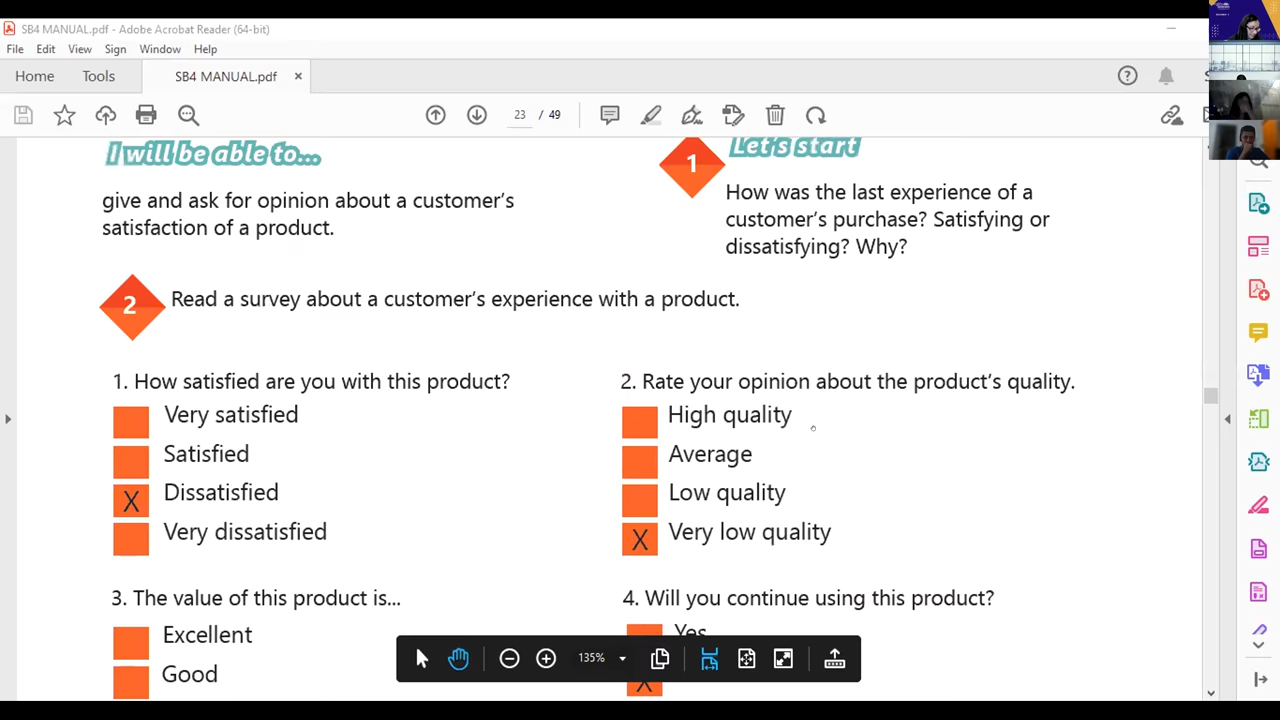 SB4 MANUAL.pdf - Adobe Acrobat Reader (64-bit)
File Edit View Sign Window Help
Home Tools SB4 MANUAL.pdf ×
23 / 49
I will be able to...
give and ask for opinion about a customer's
satisfaction of a product.
1 Let's start
How was the last experience of a
customer's purchase? Satisfying or
dissatisfying? Why?
2 Read a survey about a customer's experience with a product.
1. How satisfied are you with this product?
Very satisfied
Satisfied
X Dissatisfied
Very dissatisfied
2. Rate your opinion about the product's quality.
High quality
Average
Low quality
X Very low quality
3. The value of this product is...
Excellent
Good
4. Will you continue using this product?
Yes
X
135%